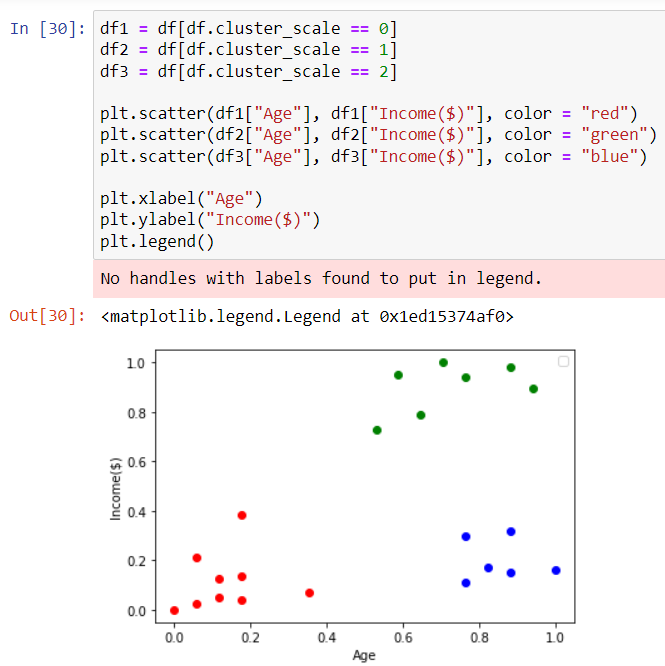 In [30]: df1 = df[df.cluster_scale == 0]
df2 = df[df.cluster_scale == 1]
df3 = df[df.cluster_scale == 2]
plt.scatter(df1["Age"], df1["Income($)"], color = "red")
plt.scatter(df2["Age"], df2["Income($)"], color = "green")
plt.scatter(df3["Age"], df3["Income($)"], color = "blue")
plt.xlabel("Age")
plt.ylabel("Income($)")
plt.legend()
No handles with labels found to put in legend.
Out[30]: <matplotlib.legend.Legend at 0x1ed15374af0>
1.0
0.8
0.6
0.4
0.2
0.0
Income($)
0.0 0.2 0.4 0.6 0.8 1.0
Age